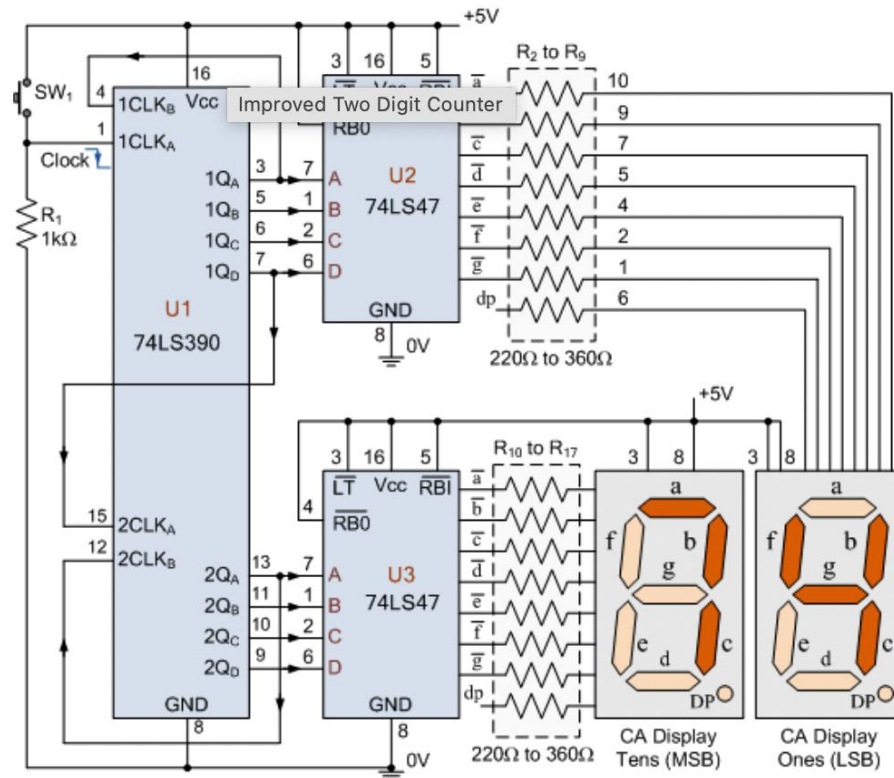 +5V
R2 to R9
3 16 5
16
SW1
4 1CLKB Vcc
Improved Two Digit Counter
RB0
1 1CLKA
Clock
a 10
9
c 7
d 5
e 4
f 2
g 1
dp 6
1QA 3 7 A
1QB 5 1 B
1QC 6 2 C
1QD 7 6 D
U2
74LS47
R1
1kΩ
U1
74LS390
GND
8 0V
220Ω to 360Ω
+5V
R10 to R17
3 16 5
LT Vcc RBI
4 RB0
3 8
3 8
15 2CLKA
12 2CLKB
2QA 13 7 A
2QB 11 1 B
2QC 10 2 C
2QD 9 6 D
U3
74LS47
a
b
c
d
e
f
g
dp
a
f b
g
e c
d
DP
a
f b
g
e c
d
DP
GND
8
GND
8
0V
220Ω to 360Ω
CA Display
Tens (MSB)
CA Display
Ones (LSB)